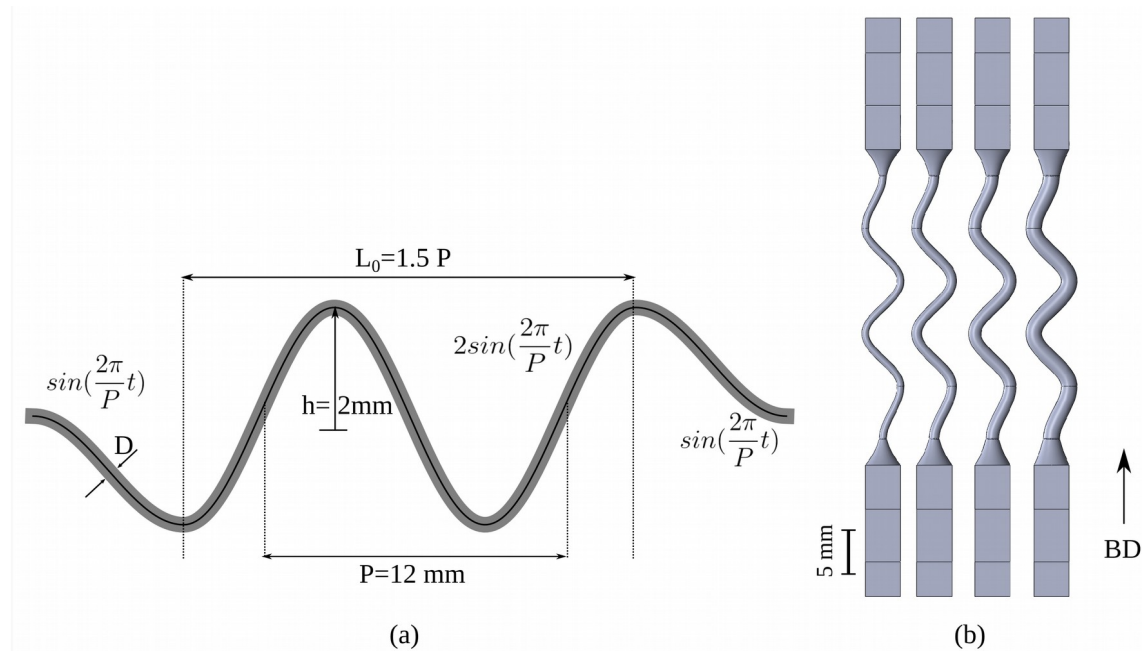 L₀=1.5 P
sin(2π/P t)
2sin(2π/P t)
h= 2mm
D
sin(2π/P t)
P=12 mm
(a)
5 mm
BD
(b)